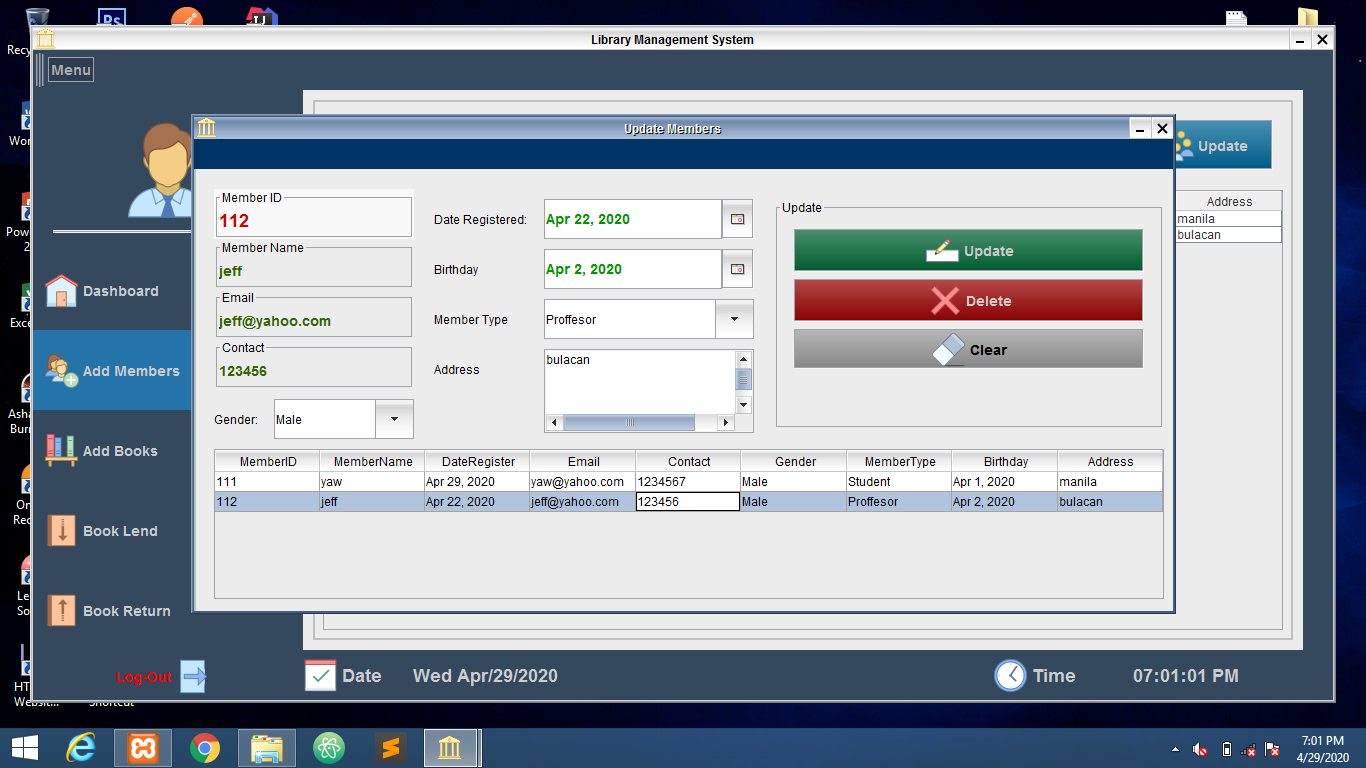 Library Management System
Menu
Update Members
Update
Member ID
112
Member Name
jeff
Email
jeff@yahoo.com
Contact
123456
Gender:
Male
Date Registered:
Apr 22, 2020
Birthday
Apr 2, 2020
Member Type
Proffesor
Address
bulacan
Update
Update
Delete
Clear
Address
manila
bulacan
MemberID MemberName DateRegister Email Contact Gender MemberType Birthday Address
111 yaw Apr 29, 2020 yaw@yahoo.com 1234567 Male Student Apr 1, 2020 manila
112 jeff Apr 22, 2020 jeff@yahoo.com 123456 Male Proffesor Apr 2, 2020 bulacan
Dashboard
Add Members
Add Books
Book Lend
Book Return
Log-Out
Date Wed Apr/29/2020
Time 07:01:01 PM
Ps
7:01 PM
4/29/2020